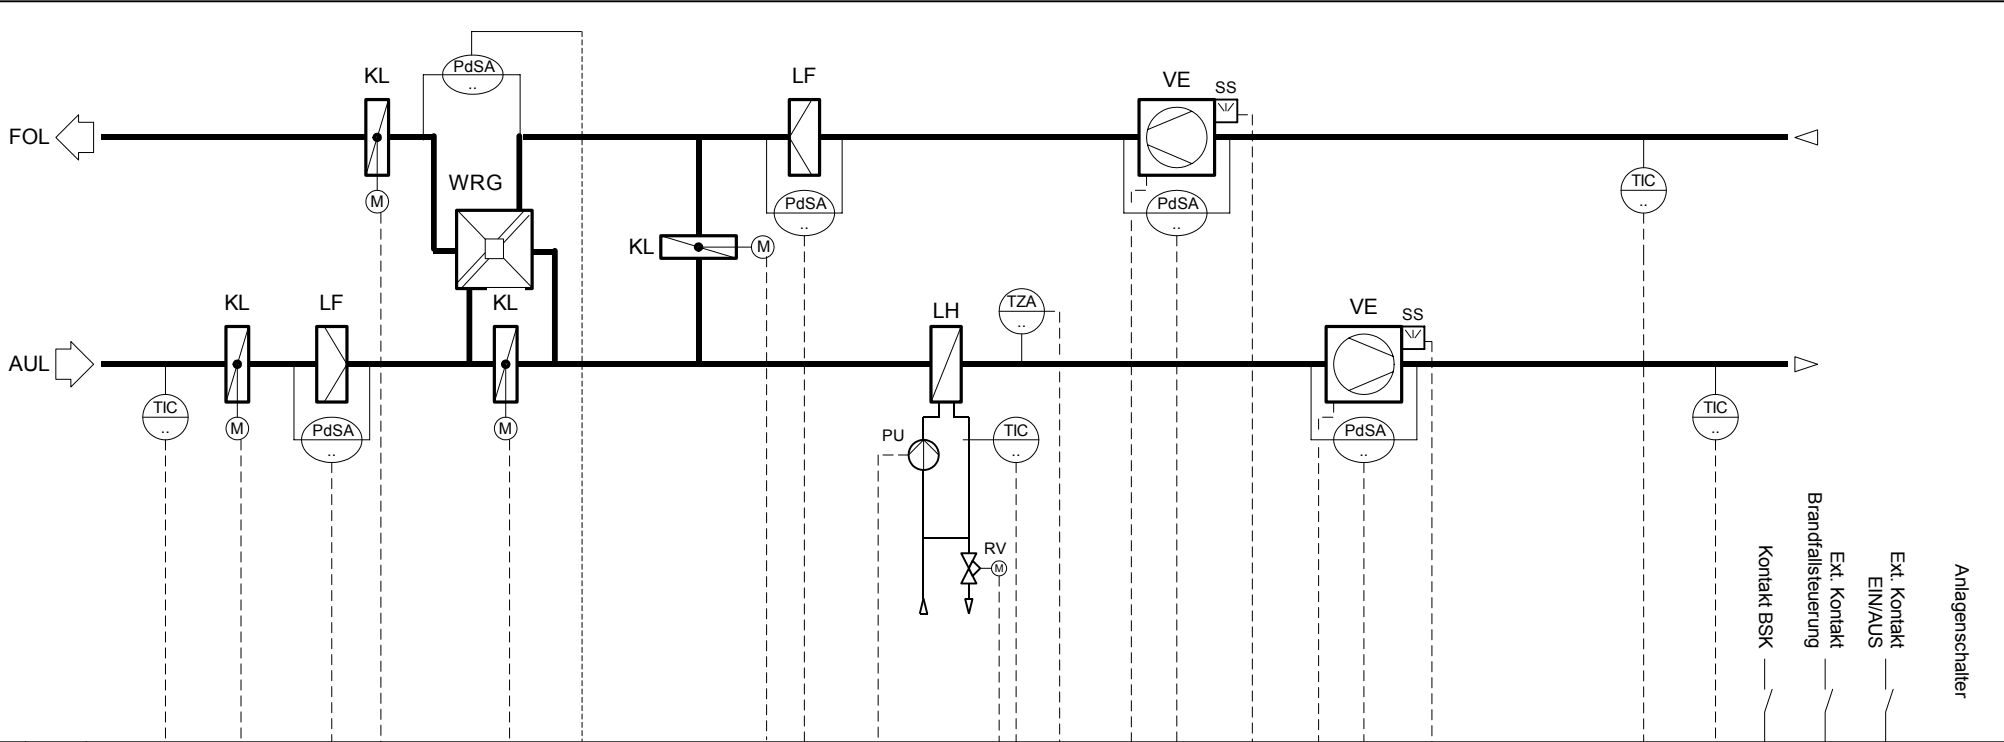 KL
PdSA
..
LF
VE
SS
FOL
M
WRG
PdSA
..
PdSA
..
TIC
..
KL
M
KL
LF
KL
LH
TZA
..
VE
SS
AUL
TIC
..
M
PdSA
..
M
PU
TIC
..
PdSA
..
TIC
..
RV
M
Kontakt BSK
Ext. Kontakt
Brandfallsteuerung
Ext. Kontakt
EIN/AUS
Anlagenschalter